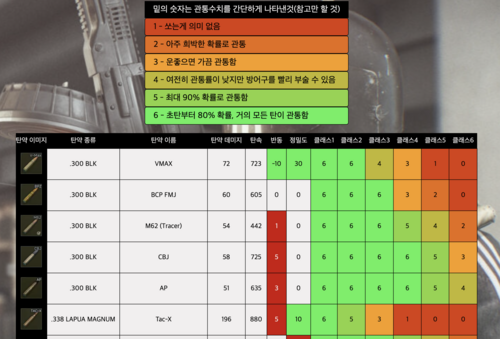 밑의 숫자는 관통수치를 간단하게 나타낸것(참고만 할 것)
1 - 쏘는게 의미 없음
2 - 아주 희박한 확률로 관통
3 - 운좋으면 가끔 관통함
4 - 여전히 관통률이 낮지만 방어구를 빨리 부술 수 있음
5 - 최대 90% 확률로 관통함
6 - 초탄부터 80% 확률, 거의 모든 탄이 관통함
탄약 이미지 탄약 종류 탄약 이름 탄약 데미지 탄속 반동 정밀도 클래스1 클래스2 클래스3 클래스4 클래스5 클래스6
.300 BLK VMAX 72 723 -10 30 6 6 4 3 1 0
.300 BLK BCP FMJ 60 605 0 0 6 6 6 3 2 0
.300 BLK M62 (Tracer) 54 442 1 0 6 6 6 5 4 2
.300 BLK CBJ 58 725 5 0 6 6 6 5 5 3
.300 BLK AP 51 635 3 0 6 6 6 6 5 4
.338 LAPUA MAGNUM Tac-X 196 880 5 10 6 5 3 1 0 0